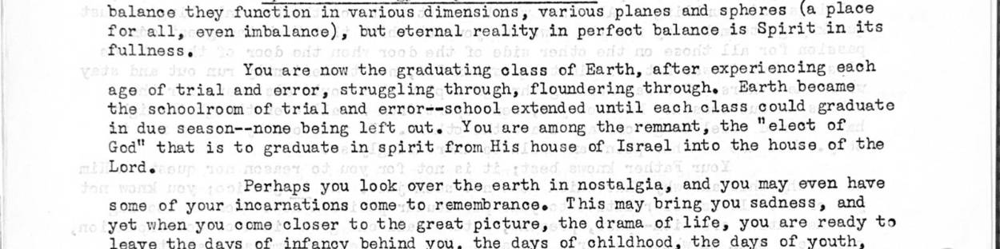 balance they function in various dimensions, various planes and spheres (a place
for all, even imbalance), but eternal reality in perfect balance is Spirit in its
fullness.
You are now the graduating class of Earth, after experiencing each
age of trial and error, struggling through, floundering through. Earth became
the schoolroom of trial and error--school extended until each class could graduate
in due season--none being left out. You are among the remnant, the "elect of
God" that is to graduate in spirit from His house of Israel into the house of the
Lord.
Perhaps you look over the earth in nostalgia, and you may even have
some of your incarnations come to remembrance. This may bring you sadness, and
yet when you come closer to the great picture, the drama of life, you are ready to
leave the days of infancy behind you, the days of childhood, the days of youth,